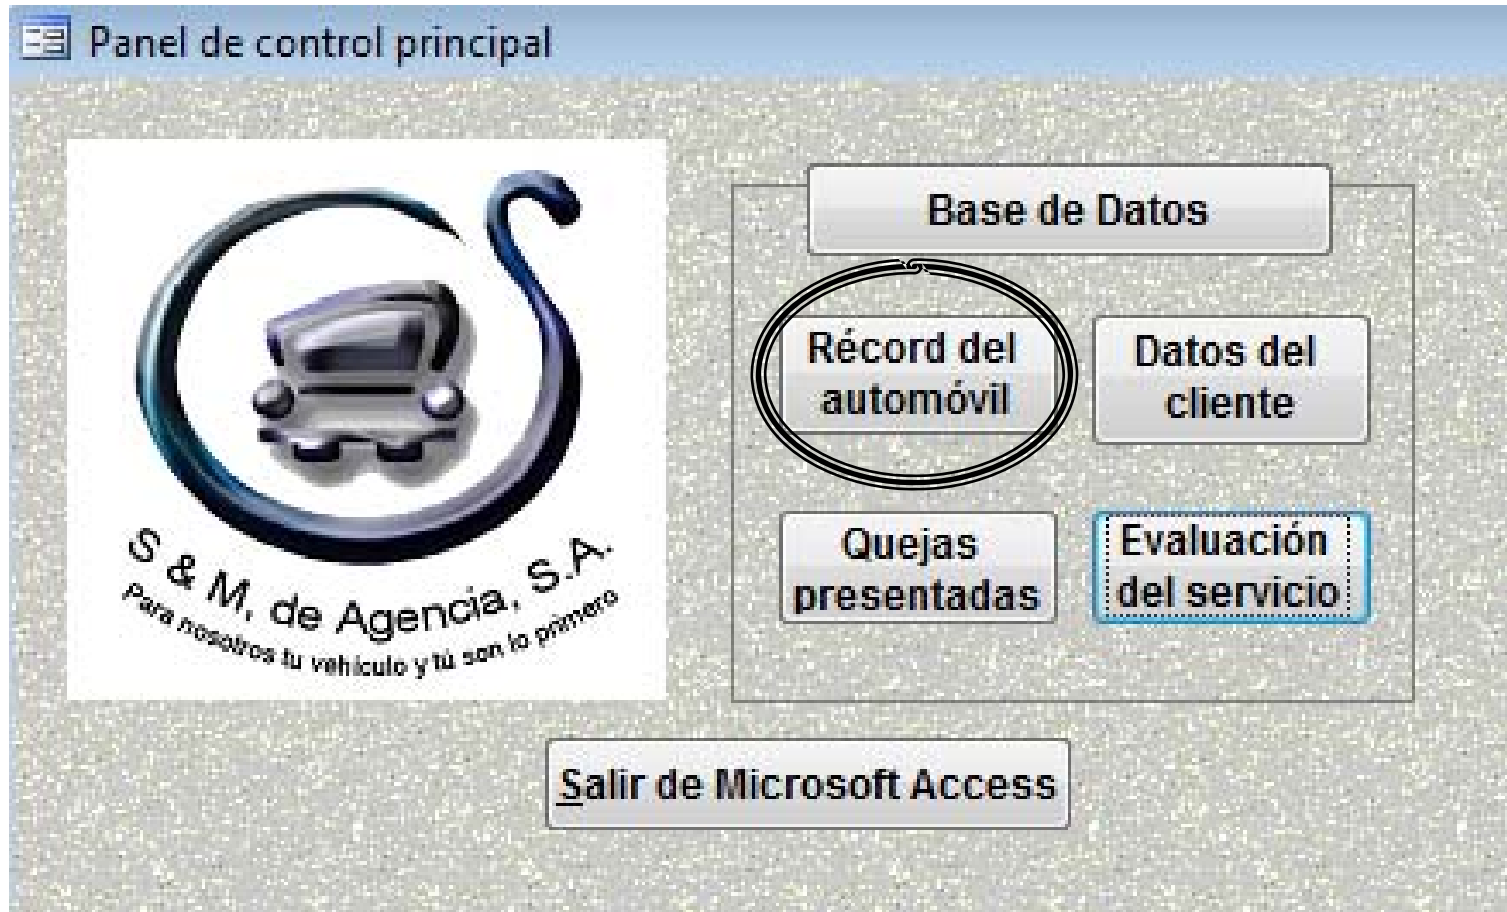 Panel de control principal
Base de Datos
Récord del
automóvil
Datos del
cliente
Quejas
presentadas
Evaluación
del servicio
S & M, de Agencia, S.A.
Para nosotros tu vehículo y tú son lo primero
Salir de Microsoft Access